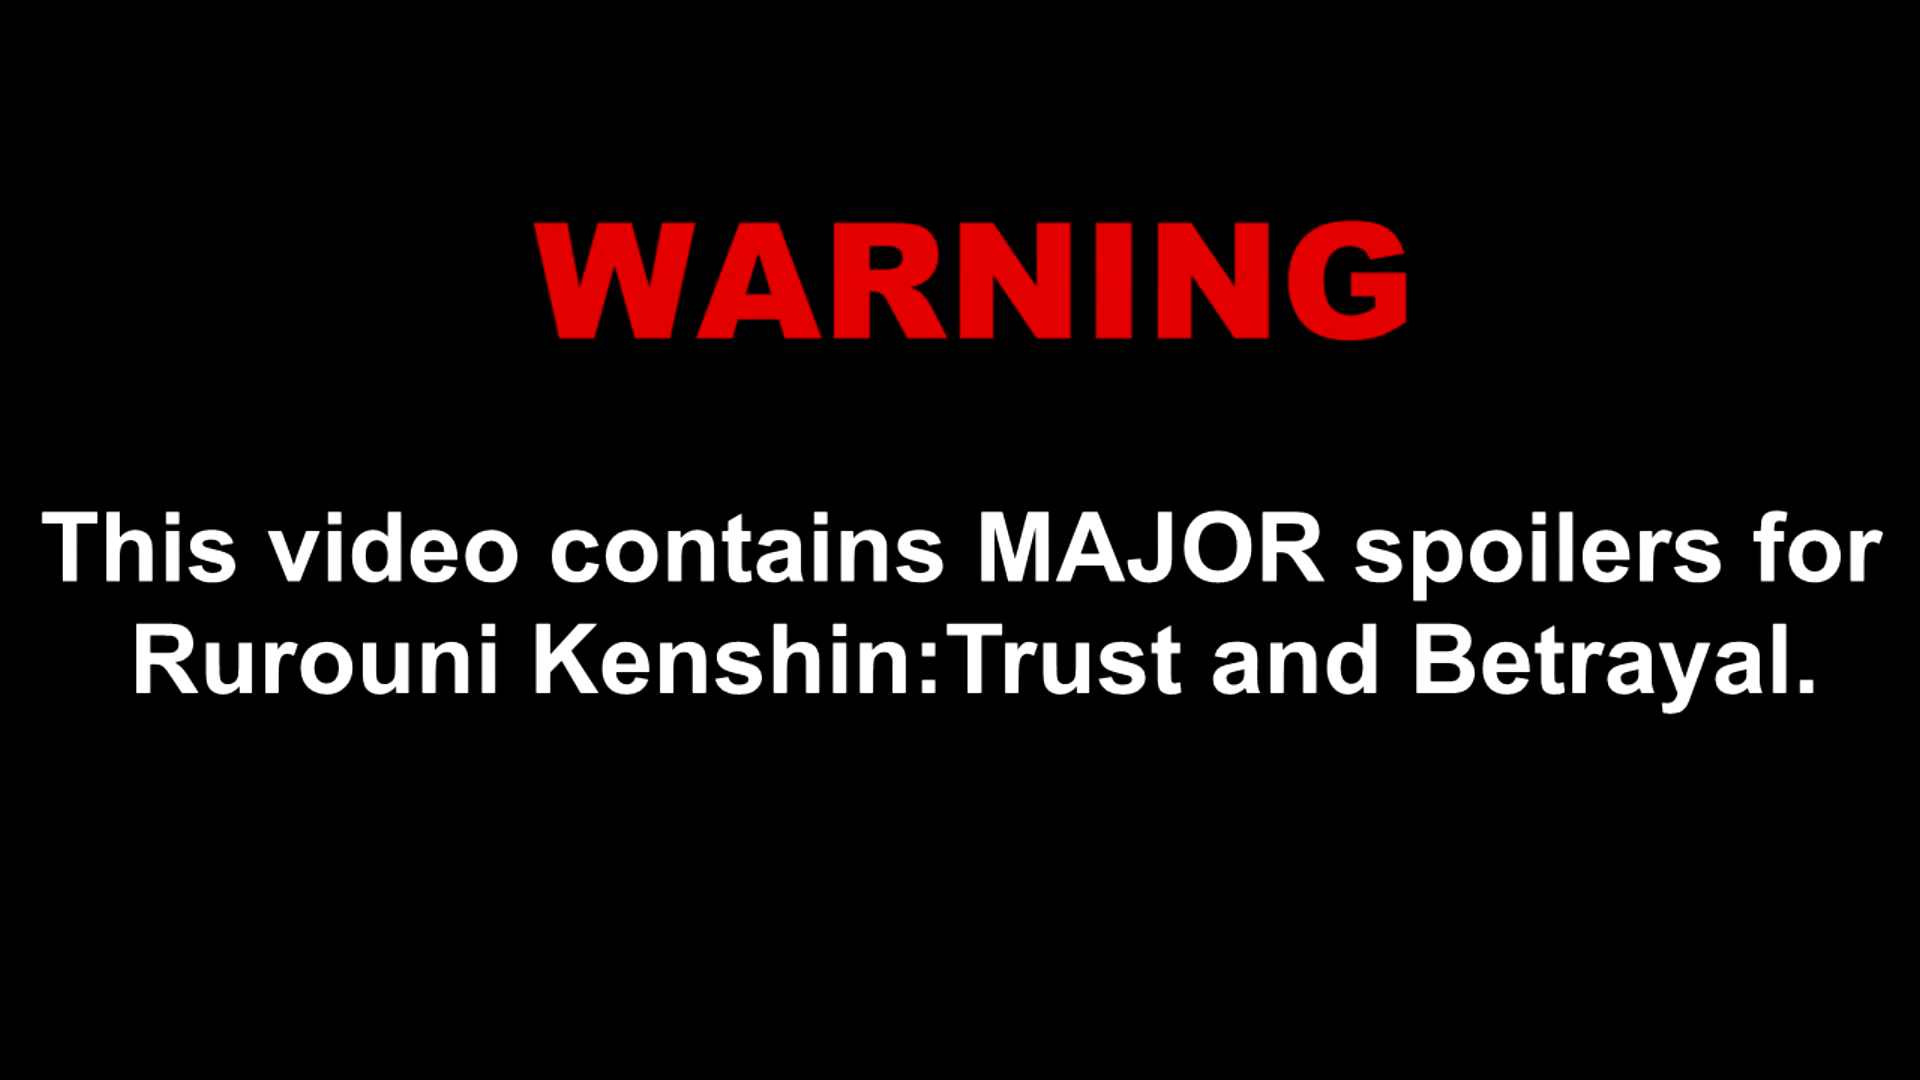 WARNING
This video contains MAJOR spoilers for
Rurouni Kenshin:Trust and Betrayal.